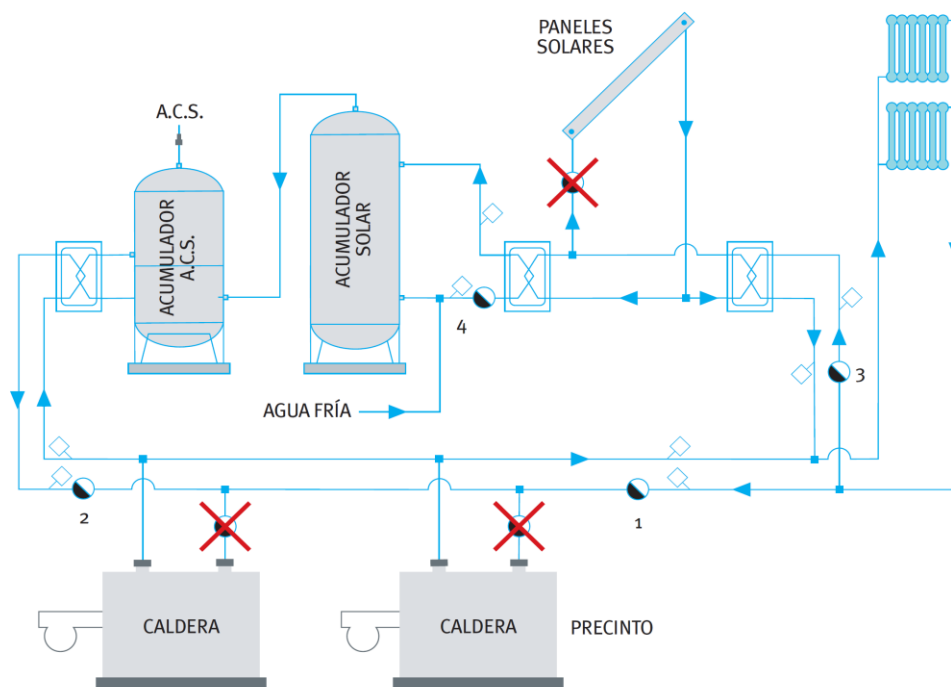 PANELES
SOLARES
A.C.S.
ACUMULADOR
A.C.S.
ACUMULADOR
SOLAR
4
3
AGUA FRÍA
2
1
CALDERA
CALDERA
PRECINTO